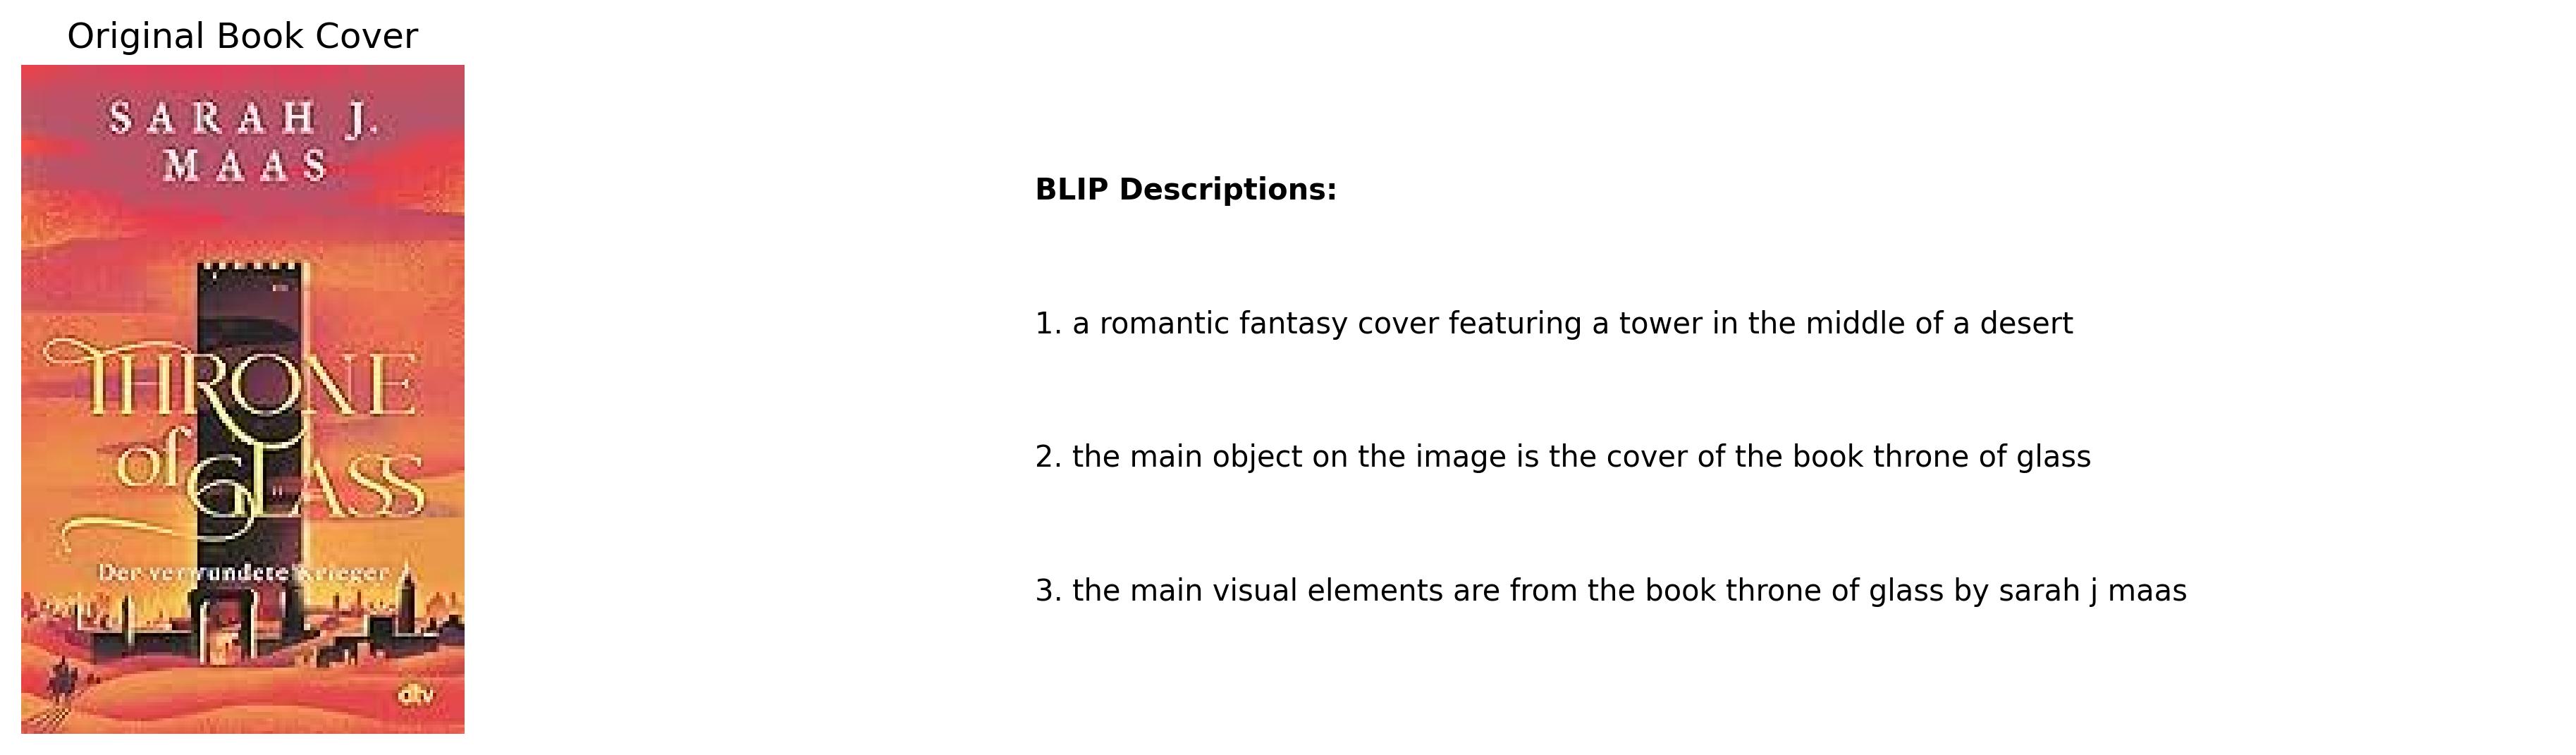 Original Book Cover
SARAH J.
MAAS
THRONE
of GLASS
Der verwundete Krieger
dtv
BLIP Descriptions:
1. a romantic fantasy cover featuring a tower in the middle of a desert
2. the main object on the image is the cover of the book throne of glass
3. the main visual elements are from the book throne of glass by sarah j maas